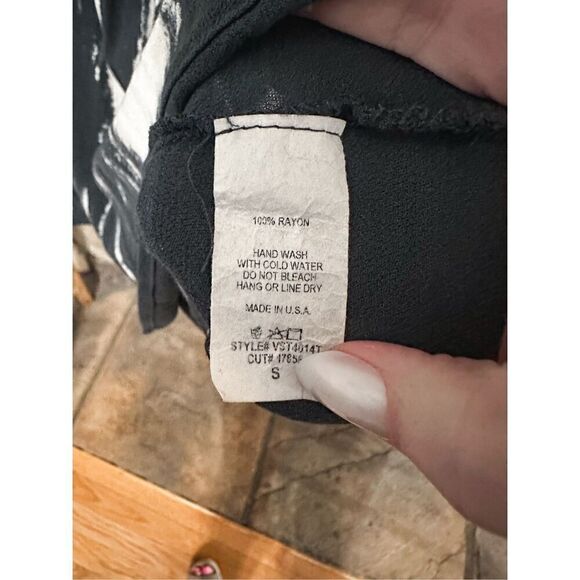 100% RAYON
HAND WASH
WITH COLD WATER
DO NOT BLEACH
HANG OR LINE DRY
MADE IN U.S.A.
STYLE# VST4014T
CUT#
S